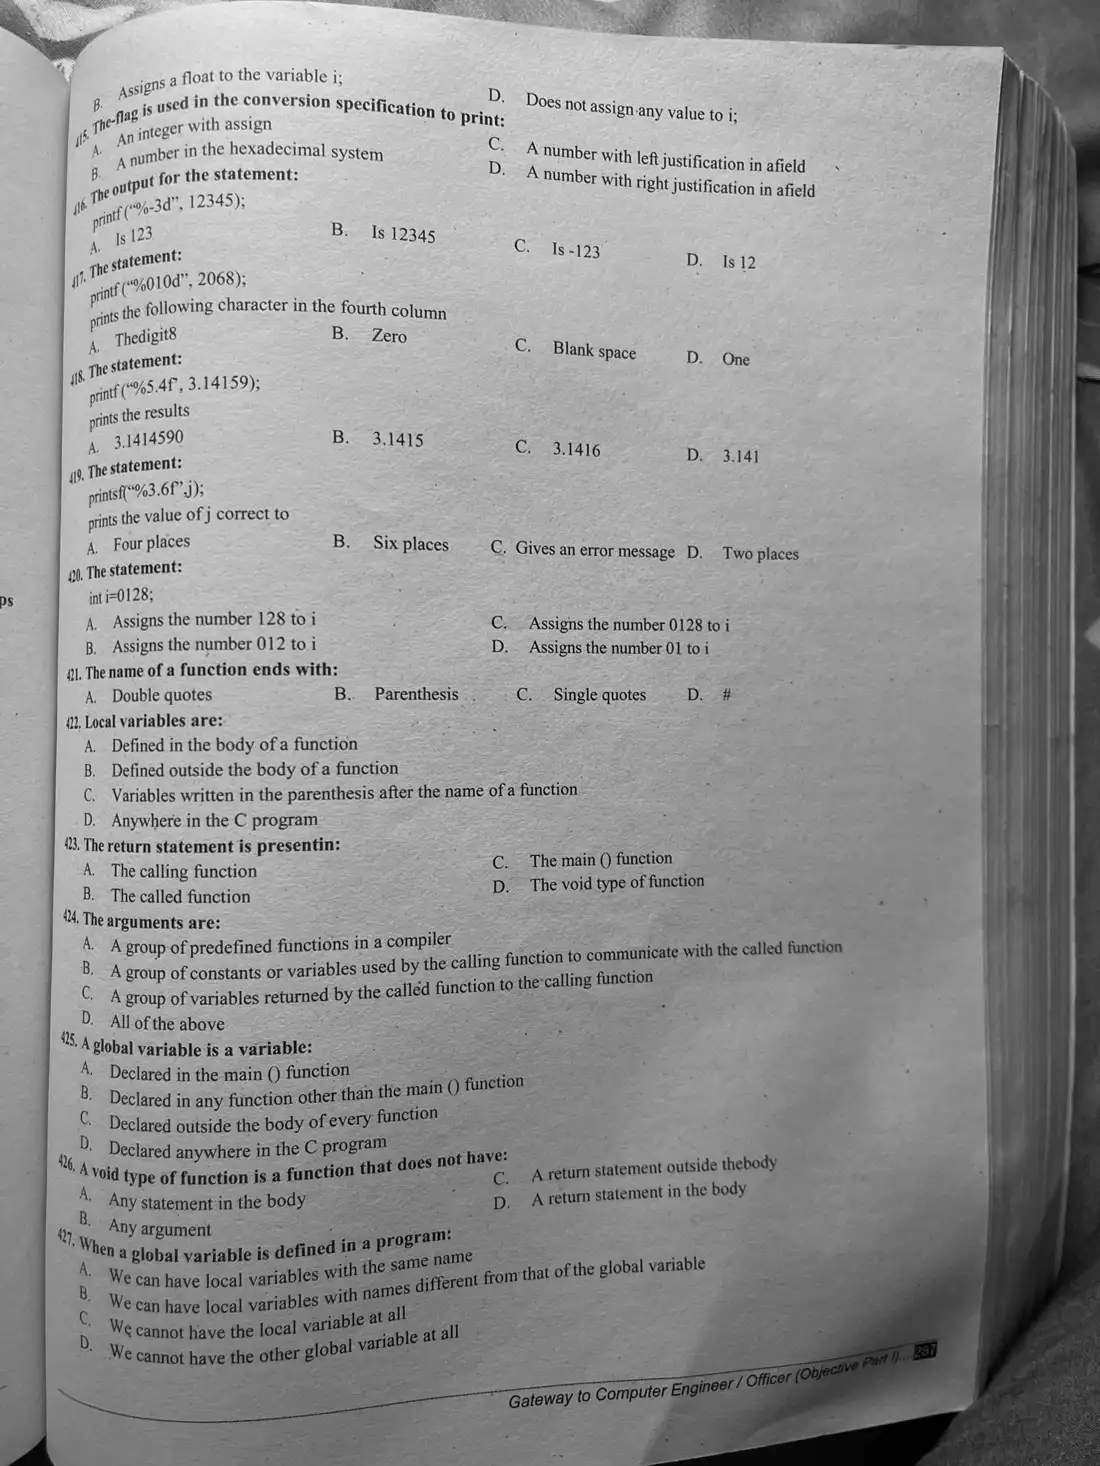 B. Assigns a float to the variable i;
D. Does not assign any value to i;
415. The-flag is used in the conversion specification to print:
A. An integer with assign
C. A number with left justification in afield
B. A number in the hexadecimal system
D. A number with right justification in afield
416. The output for the statement:
printf (“%-3d”, 12345);
A. Is 123 B. Is 12345 C. Is -123 D. Is 12
417. The statement:
printf (“%010d”, 2068);
prints the following character in the fourth column
A. Thedigit8 B. Zero C. Blank space D. One
418. The statement:
printf (“%5.4f”, 3.14159);
prints the results
A. 3.1414590 B. 3.1415 C. 3.1416 D. 3.141
419. The statement:
printsf(“%3.6f”,j);
prints the value of j correct to
A. Four places B. Six places C. Gives an error message D. Two places
420. The statement:
int i=0128;
A. Assigns the number 128 to i C. Assigns the number 0128 to i
B. Assigns the number 012 to i D. Assigns the number 01 to i
421. The name of a function ends with:
A. Double quotes B. Parenthesis C. Single quotes D. #
422. Local variables are:
A. Defined in the body of a function
B. Defined outside the body of a function
C. Variables written in the parenthesis after the name of a function
D. Anywhere in the C program
423. The return statement is presentin:
A. The calling function C. The main () function
B. The called function D. The void type of function
424. The arguments are:
A. A group of predefined functions in a compiler
B. A group of constants or variables used by the calling function to communicate with the called function
C. A group of variables returned by the called function to the calling function
D. All of the above
425. A global variable is a variable:
A. Declared in the main () function
B. Declared in any function other than the main () function
C. Declared outside the body of every function
D. Declared anywhere in the C program
426. A void type of function is a function that does not have:
A. Any statement in the body C. A return statement outside thebody
B. Any argument D. A return statement in the body
427. When a global variable is defined in a program:
A. We can have local variables with the same name
B. We can have local variables with names different from that of the global variable
C. We cannot have the local variable at all
D. We cannot have the other global variable at all
Gateway to Computer Engineer / Officer (Objective Part I)... 237
ps